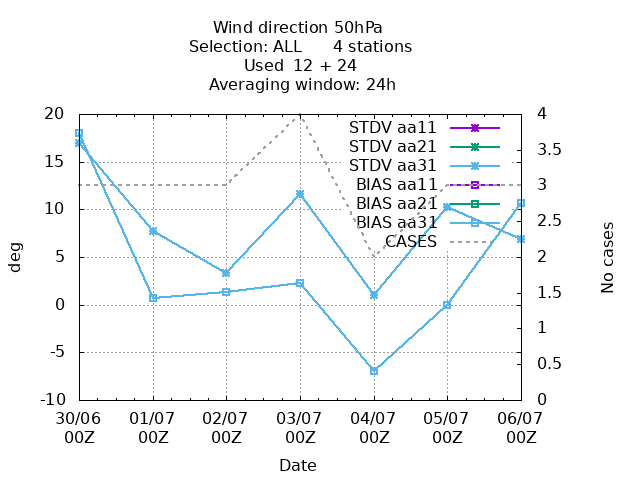 Wind direction 50hPa
Selection: ALL 4 stations
Used 12 + 24
Averaging window: 24h
20 4
STDV aa11
STDV aa21
STDV aa31
BIAS aa11
BIAS aa21
BIAS aa31
CASES
15 3.5
10 3
5 2.5
0 2
-5 1.5
-10 1
0.5
0
deg
No cases
30/06 01/07 02/07 03/07 04/07 05/07 06/07
00Z 00Z 00Z 00Z 00Z 00Z 00Z
Date